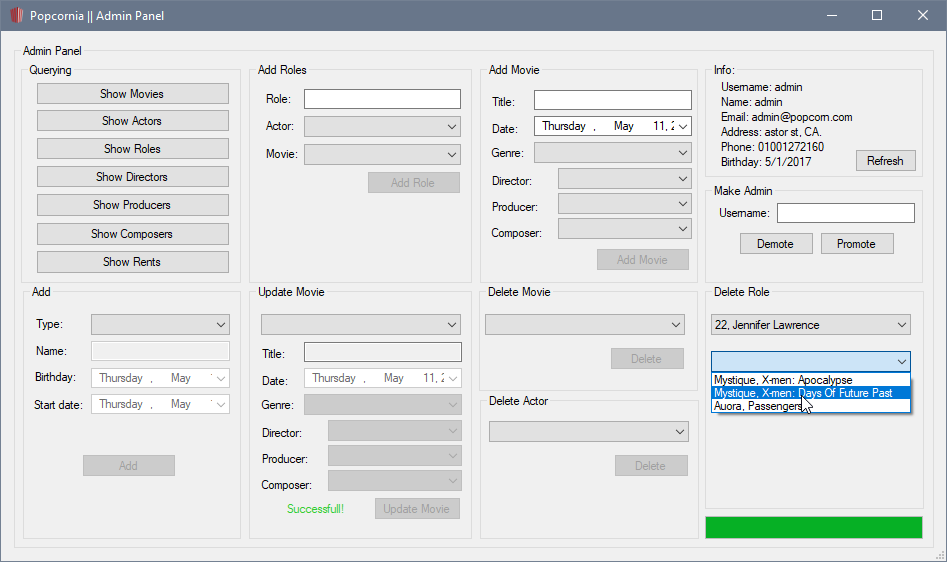 Popcornia || Admin Panel
Admin Panel
Querying
Show Movies
Show Actors
Show Roles
Show Directors
Show Producers
Show Composers
Show Rents
Add Roles
Role:
Actor:
Movie:
Add Role
Add Movie
Title:
Date: Thursday , May 11, 2
Genre:
Director:
Producer:
Composer:
Add Movie
Info:
Username: admin
Name: admin
Email: admin@popcorn.com
Address: astor st, CA.
Phone: 01001272160
Birthday: 5/1/2017
Refresh
Make Admin
Username:
Demote Promote
Add
Type:
Name:
Birthday: Thursday , May
Start date: Thursday , May
Add
Update Movie
Title:
Date: Thursday , May 11, 2
Genre:
Director:
Producer:
Composer:
Successfull! Update Movie
Delete Movie
Delete
Delete Actor
Delete
Delete Role
22, Jennifer Lawrence
Mystique, X-men: Apocalypse
Mystique, X-men: Days Of Future Past
Auora, Passengers